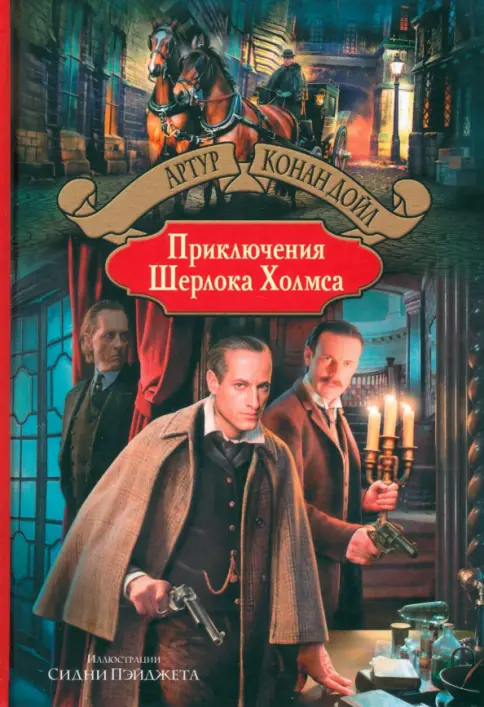 АРТУР КОНАН ДОЙЛ
Приключения
Шерлока Холмса
Иллюстрации
Сидни Пэйджета